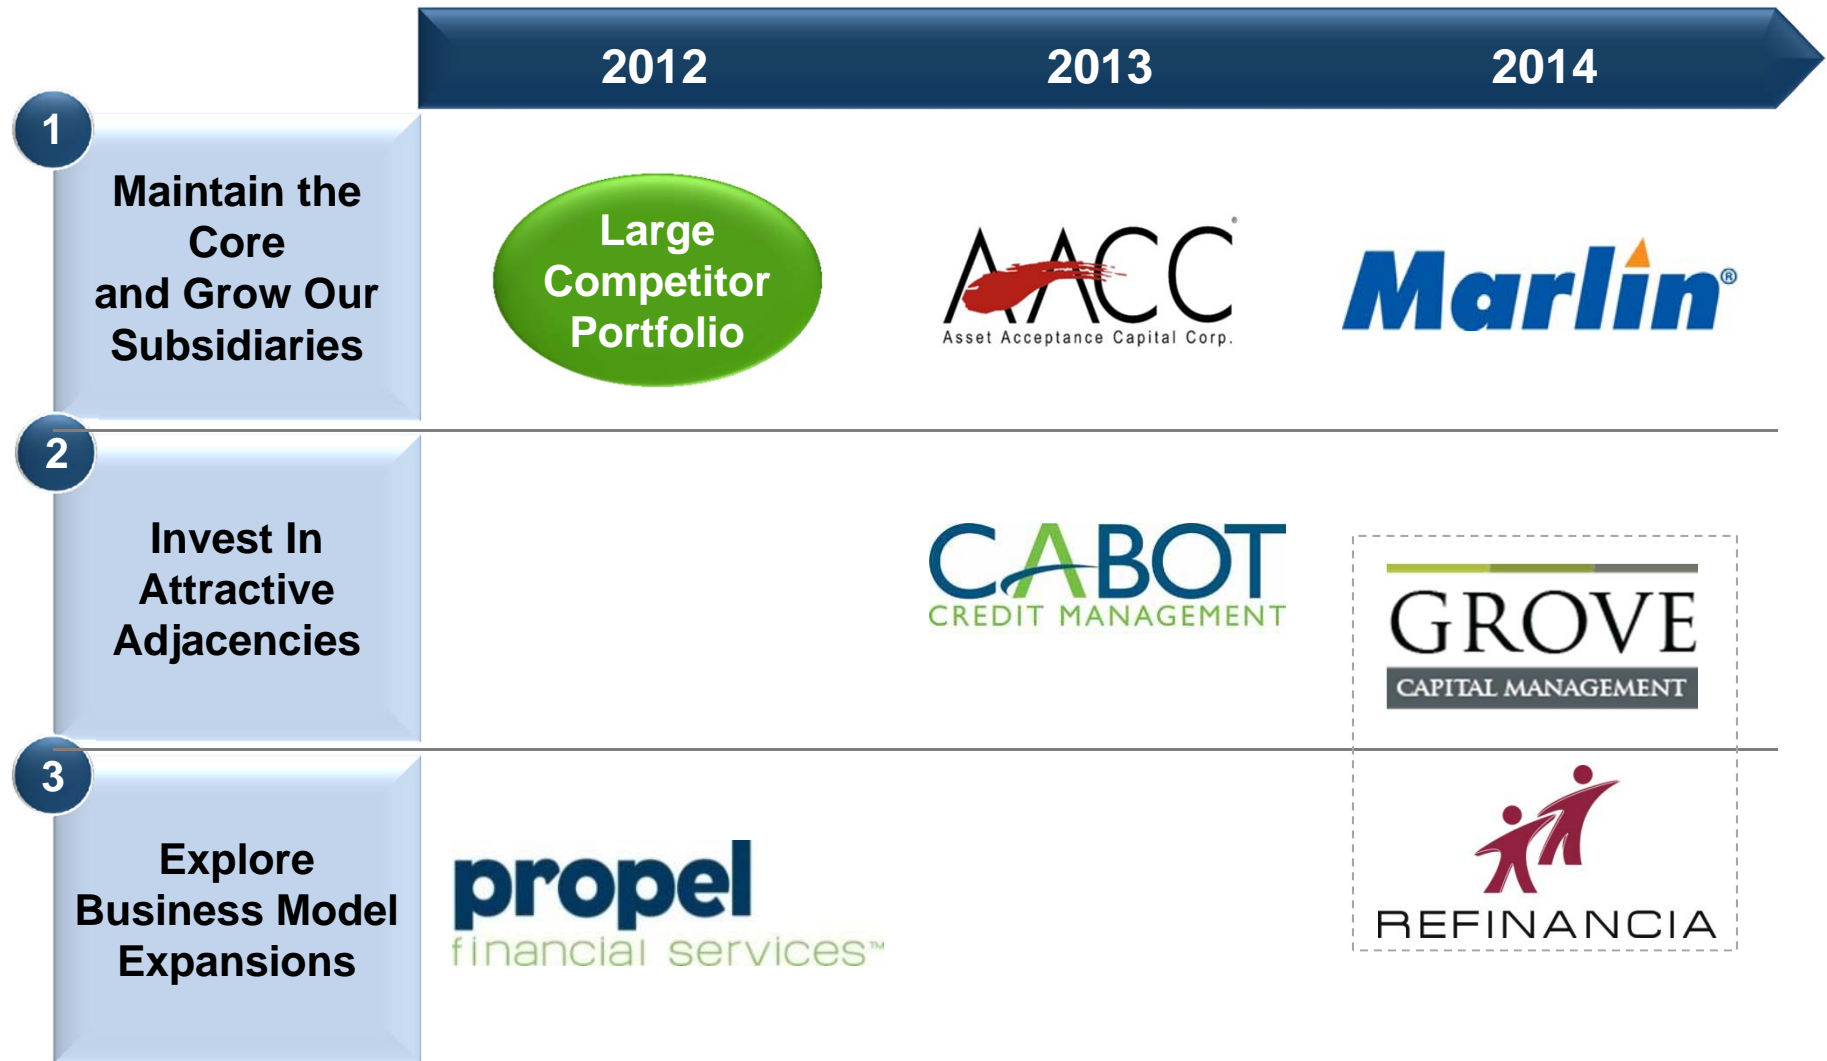 2012
2013
2014
1
Maintain the
Core
and Grow Our
Subsidiaries
Large
Competitor
Portfolio
AACC®
Asset Acceptance Capital Corp.
Marlin®
2
Invest In
Attractive
Adjacencies
CABOT
CREDIT MANAGEMENT
GROVE
CAPITAL MANAGEMENT
3
Explore
Business Model
Expansions
propel
financial services™
REFINANCIA